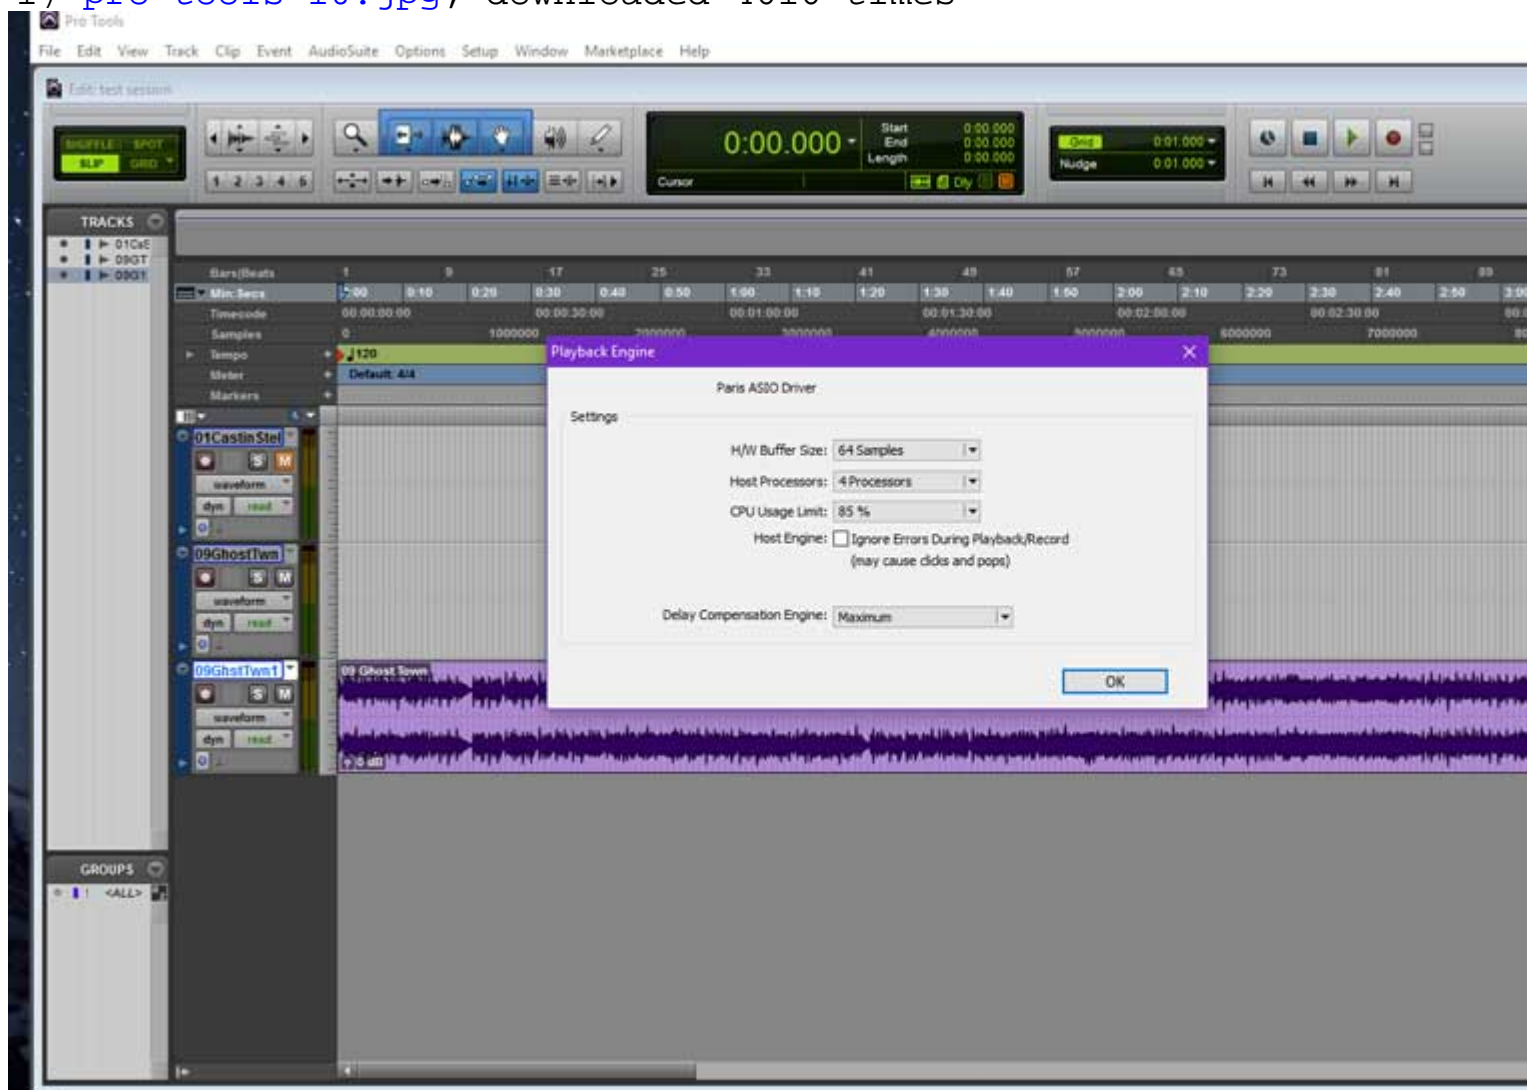 Pro Tools
File Edit View Track Clip Event AudioSuite Options Setup Window Marketplace Help
Edit: test session
SHUFFLE SPOT
SLIP GRID
1 2 3 4 5
0:00.000
Start 0:00.000
End 0:00.000
Length 0:00.000
Cursor
Dly
Grid 0:01.000
Nudge 0:01.000
TRACKS
01CsS
09GT
09G1
Bars|Beats 1 9 17 25 33 41 49 57 65 73 81 89
Min:Secs 0:00 0:10 0:20 0:30 0:40 0:50 1:00 1:10 1:20 1:30 1:40 1:50 2:00 2:10 2:20 2:30 2:40 2:50 3:00
Timecode 00:00:00:00 00:00:30:00 00:01:00:00 00:01:30:00 00:02:00:00 00:02:30:00
Samples 0 1000000 2000000 3000000 4000000 5000000 6000000 7000000
Tempo 120
Meter Default: 4/4
Markers
Playback Engine
Paris ASIO Driver
Settings
H/W Buffer Size: 64 Samples
Host Processors: 4 Processors
CPU Usage Limit: 85 %
Host Engine: Ignore Errors During Playback/Record
(may cause clicks and pops)
Delay Compensation Engine: Maximum
OK
01CastinStel
S M
waveform
dyn read
09GhostTwn
S M
waveform
dyn read
09GhstTwn1
S M
waveform
dyn read
09 Ghost Town
0 dB
GROUPS
! <ALL>